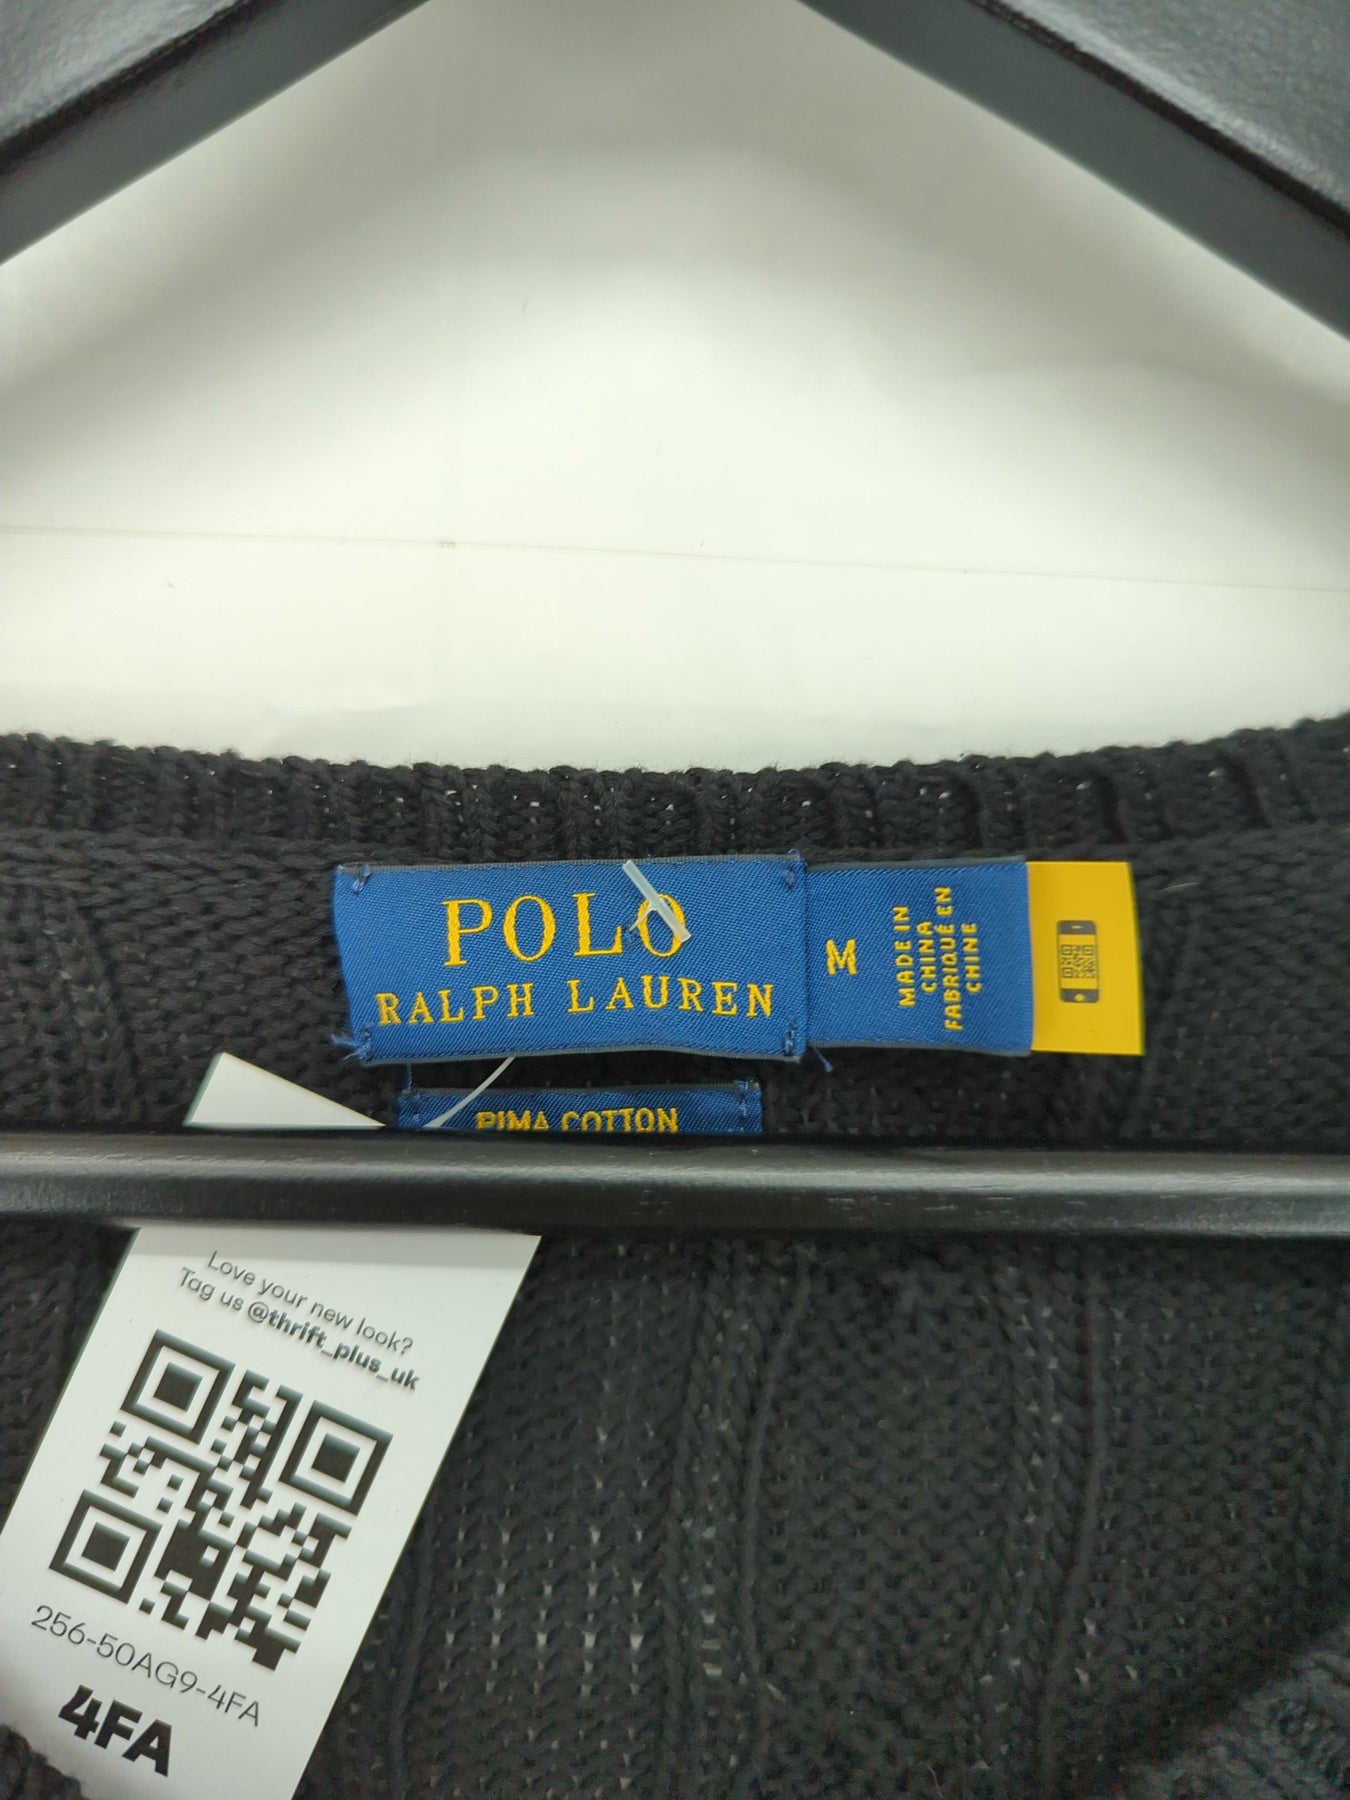 POLO
RALPH LAUREN
M
MADE IN
CHINA
FABRIQUÉ EN
CHINE
PIMA COTTON
Love your new look?
Tag us @thrift_plus_uk
256-50AG9-4FA
4FA